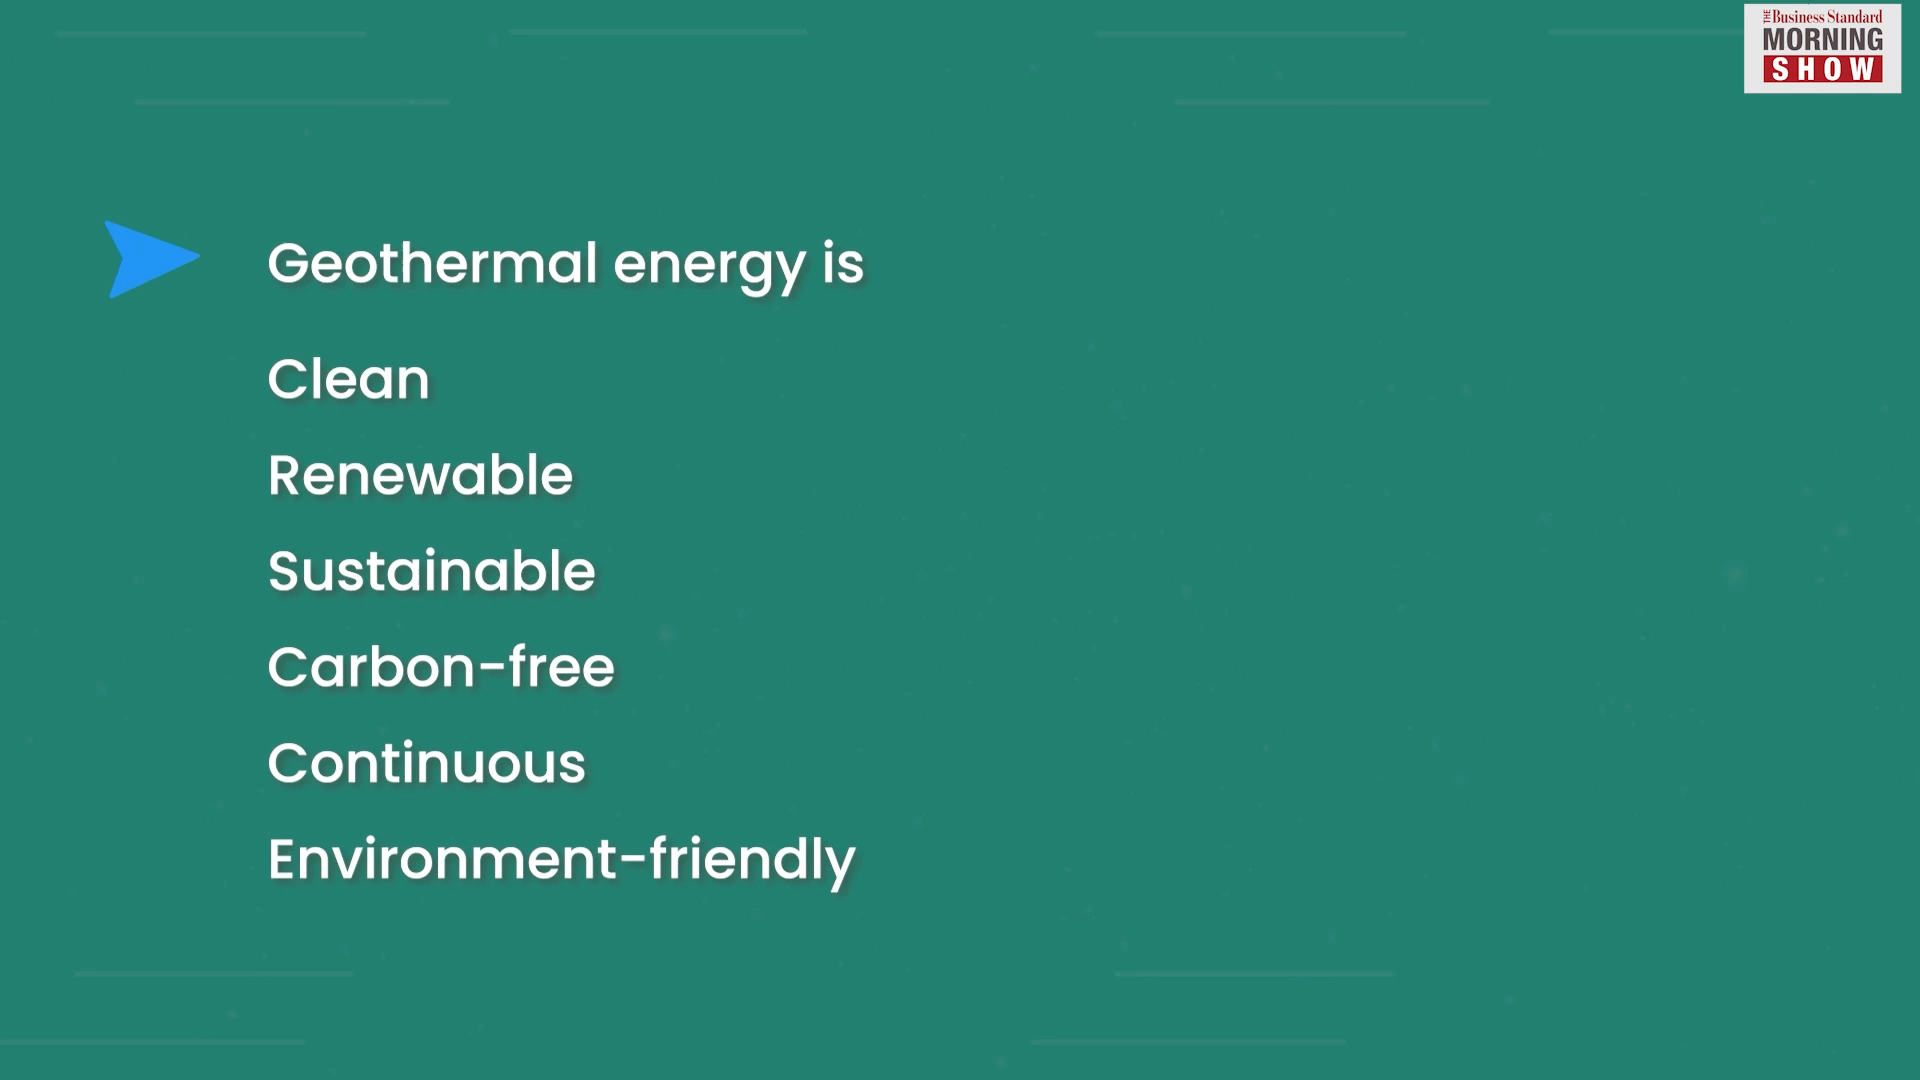 THE Business Standard
MORNING
SHOW
Geothermal energy is
Clean
Renewable
Sustainable
Carbon-free
Continuous
Environment-friendly